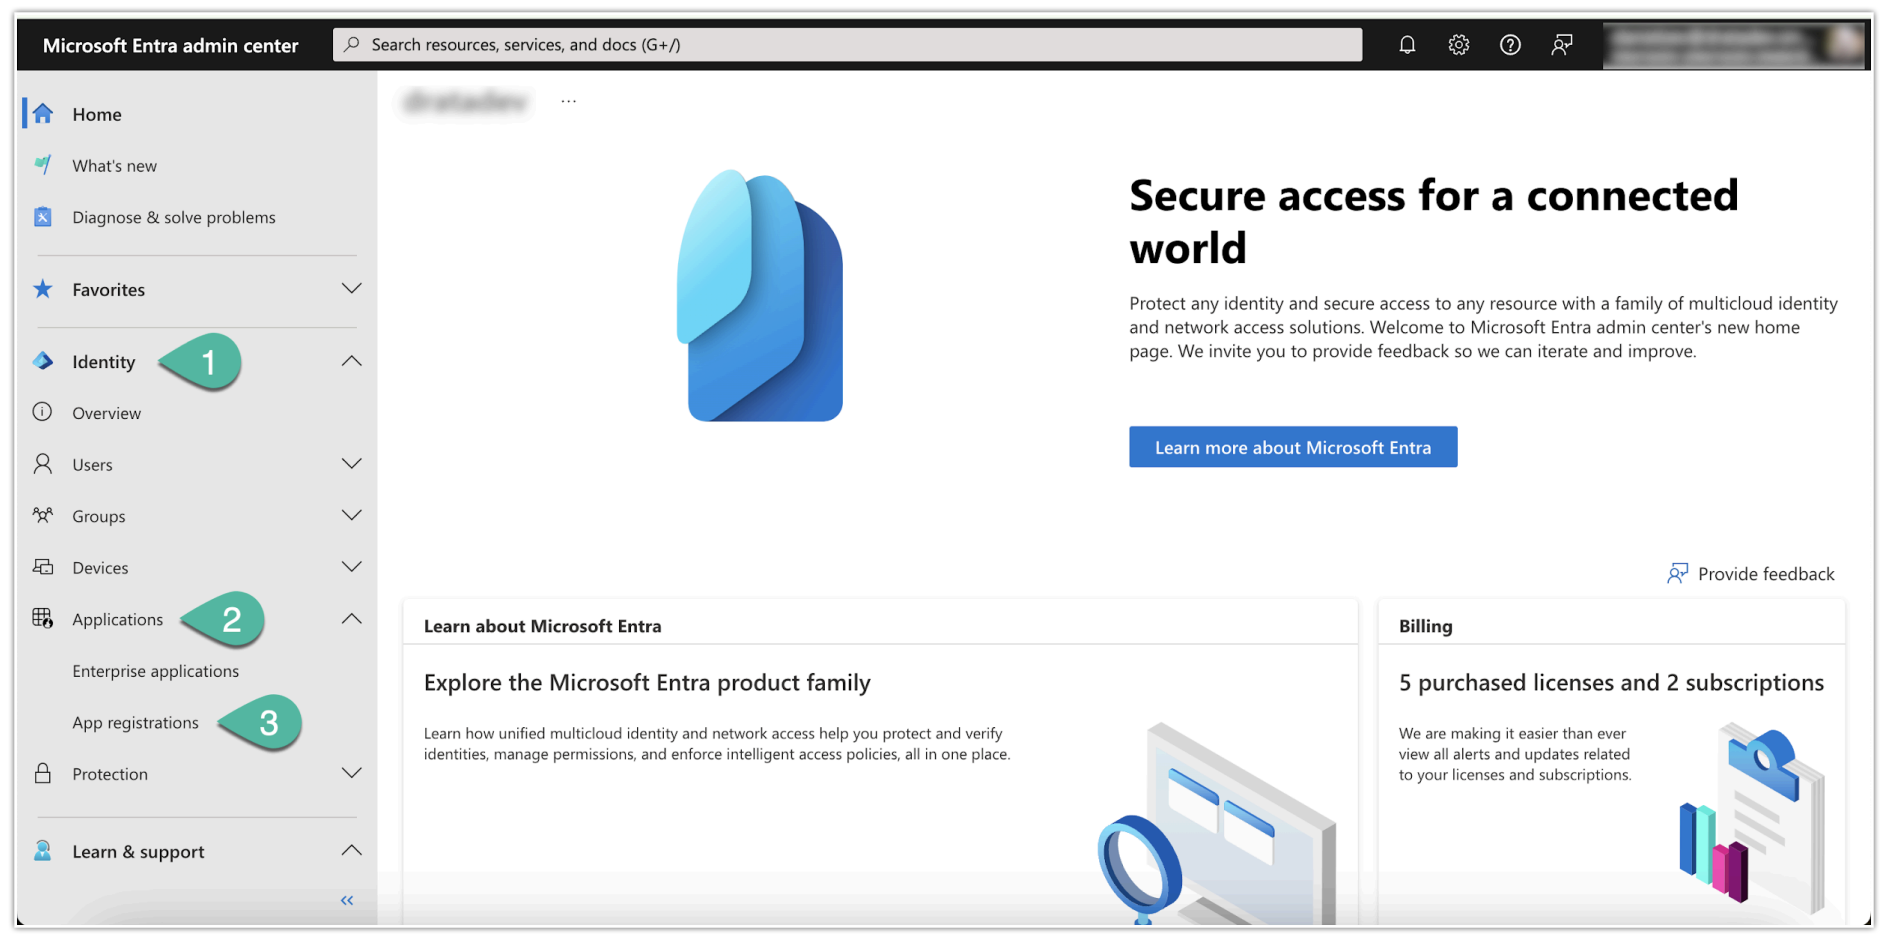 Microsoft Entra admin center
Search resources, services, and docs (G+/)
Home
What's new
Diagnose & solve problems
Favorites
Identity
1
Overview
Users
Groups
Devices
Applications
2
Enterprise applications
App registrations
3
Protection
Learn & support
...
Secure access for a connected
world
Protect any identity and secure access to any resource with a family of multicloud identity
and network access solutions. Welcome to Microsoft Entra admin center's new home
page. We invite you to provide feedback so we can iterate and improve.
Learn more about Microsoft Entra
Provide feedback
Learn about Microsoft Entra
Explore the Microsoft Entra product family
Learn how unified multicloud identity and network access help you protect and verify
identities, manage permissions, and enforce intelligent access policies, all in one place.
Billing
5 purchased licenses and 2 subscriptions
We are making it easier than ever
view all alerts and updates related
to your licenses and subscriptions.